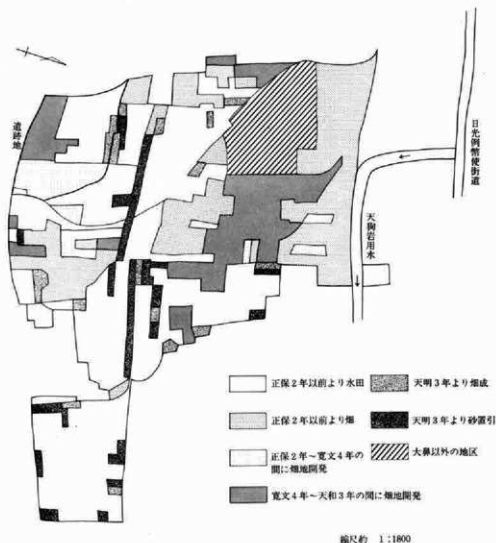 日光例幣使街道
天狗岩用水
遺跡地
正保2年以前より水田
正保2年以前より畑
正保2年～寛文4年の
間に畑地開発
寛文4年～天和3年の間に畑地開発
天明3年より畑成
天明3年より砂置引
大鼻以外の地区
縮尺約 1:1800